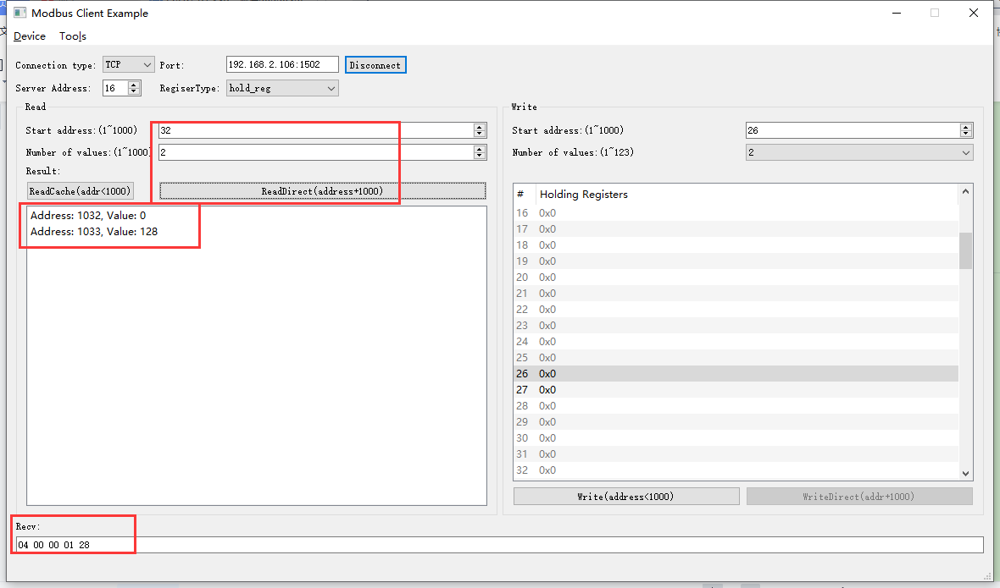 Modbus Client Example
Device Tools
Connection type: TCP Port: 192.168.2.106:1502 Disconnect
Server Address: 16 RegiserType: hold_reg
Read
Start address:(1~1000) 32
Number of values:(1~1000) 2
Result:
ReadCache(addr<1000) ReadDirect(address+1000)
Address: 1032, Value: 0
Address: 1033, Value: 128
Write
Start address:(1~1000) 26
Number of values:(1~123) 2
# Holding Registers
16 0x0
17 0x0
18 0x0
19 0x0
20 0x0
21 0x0
22 0x0
23 0x0
24 0x0
25 0x0
26 0x0
27 0x0
28 0x0
29 0x0
30 0x0
31 0x0
32 0x0
Write(address<1000) WriteDirect(addr+1000)
Recv:
04 00 00 01 28